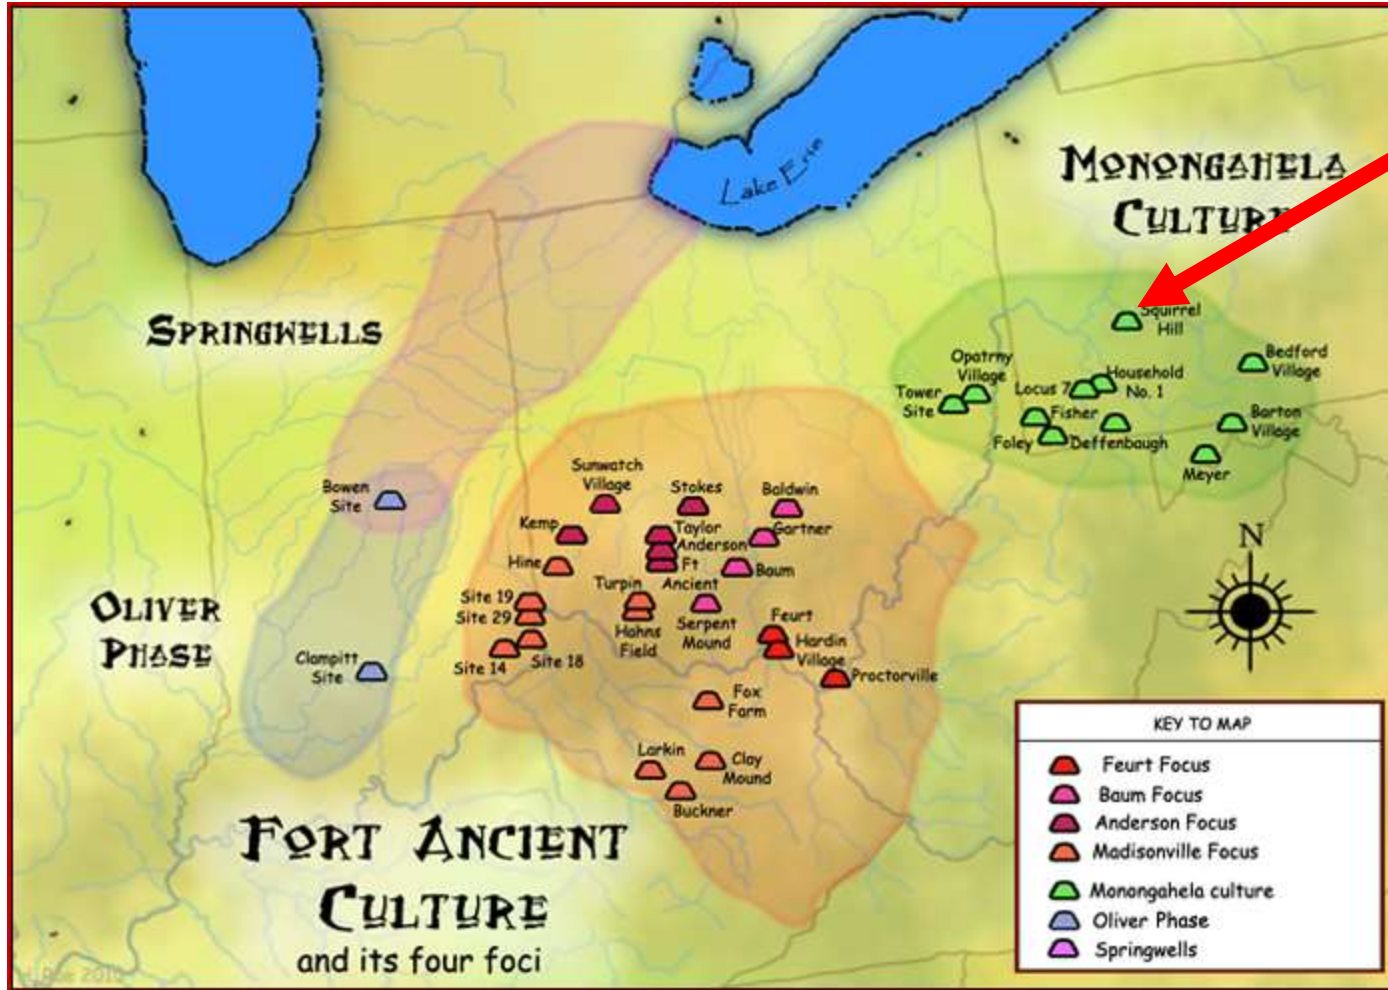 Lake Erie
MONONGAHELA
CULTURE
SPRINGWELLS
Squirrel
Hill
Opatrny
Village
Bedford
Village
Tower
Site
Locus 7
Household
No. 1
Fisher
Foley
Deffenbaugh
Barton
Village
Meyer
Bowen
Site
Sunwatch
Village
Stokes
Baldwin
Kemp
Taylor
Anderson
Ft
Ancient
Gartner
Hine
Turpin
Baum
OLIVER
PHASE
Site 19
Site 29
Hahns
Field
Serpent
Mound
Feurt
Hardin
Village
Clampitt
Site
Site 14
Site 18
Proctorville
Fox
Farm
Larkin
Clay
Mound
Buckner
N
FORT ANCIENT
CULTURE
and its four foci
KEY TO MAP
Feurt Focus
Baum Focus
Anderson Focus
Madisonville Focus
Monongahela culture
Oliver Phase
Springwells